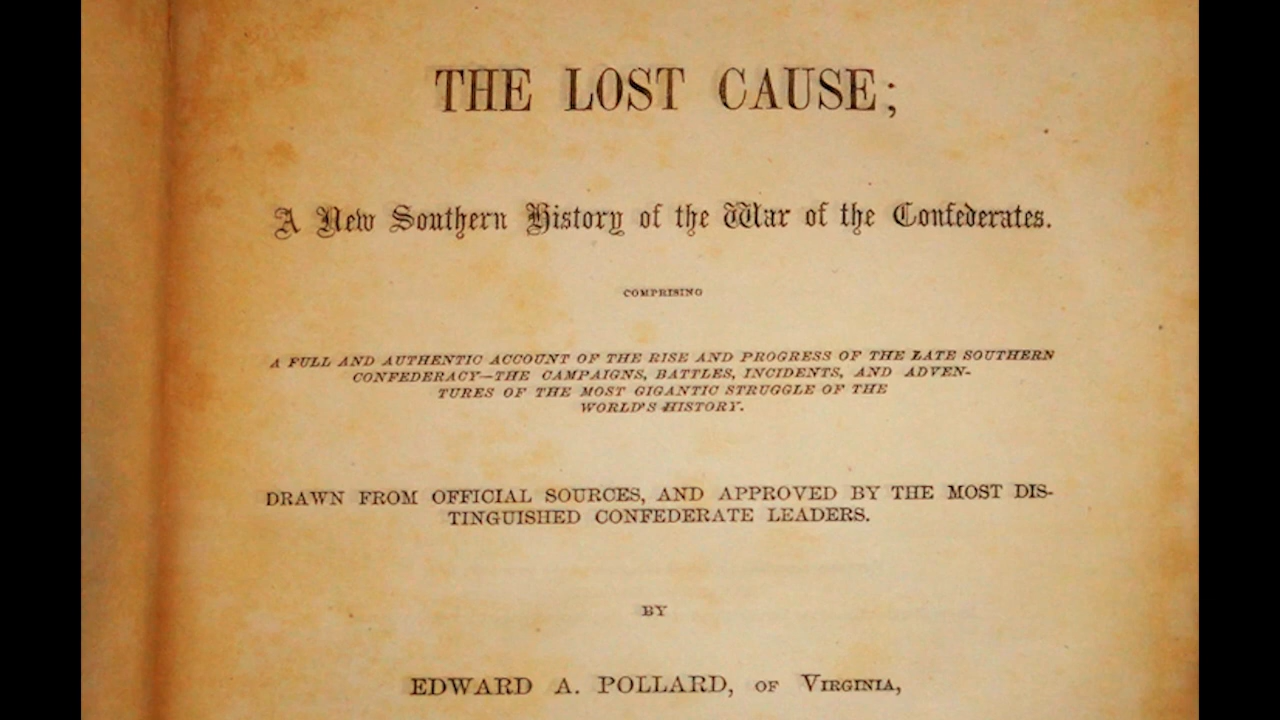 THE LOST CAUSE;
A New Southern History of the War of the Confederates.
COMPRISING
A FULL AND AUTHENTIC ACCOUNT OF THE RISE AND PROGRESS OF THE LATE SOUTHERN
CONFEDERACY—THE CAMPAIGNS, BATTLES, INCIDENTS, AND ADVEN-
TURES OF THE MOST GIGANTIC STRUGGLE OF THE
WORLD'S HISTORY.
DRAWN FROM OFFICIAL SOURCES, AND APPROVED BY THE MOST DIS-
TINGUISHED CONFEDERATE LEADERS.
BY
EDWARD A. POLLARD, OF VIRGINIA,